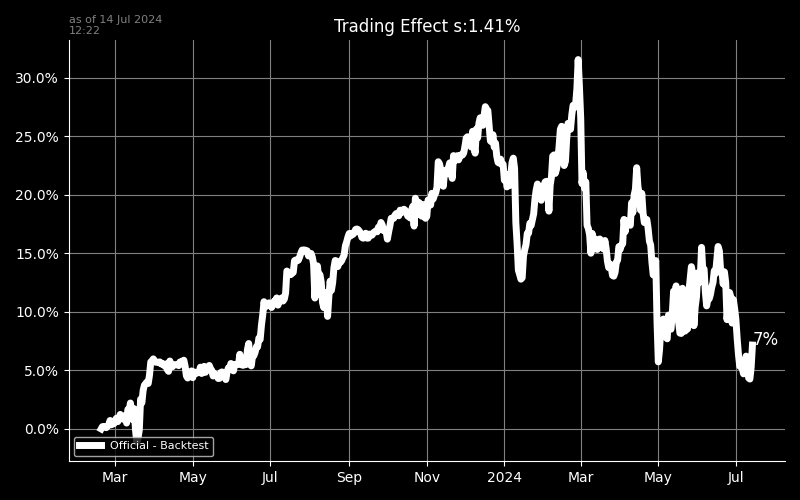 as of 14 Jul 2024
12:22
Trading Effect s:1.41%
30.0%
25.0%
20.0%
15.0%
10.0%
5.0%
0.0%
7%
Official - Backtest
Mar May Jul Sep Nov 2024 Mar May Jul